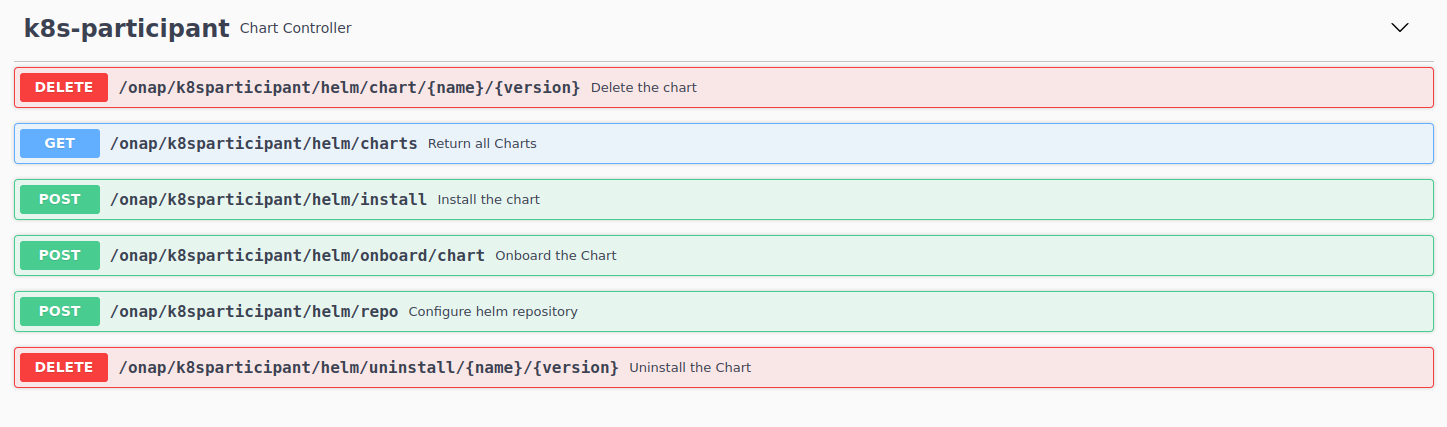 k8s-participant Chart Controller
DELETE /onap/k8sparticipant/helm/chart/{name}/{version} Delete the chart
GET /onap/k8sparticipant/helm/charts Return all Charts
POST /onap/k8sparticipant/helm/install Install the chart
POST /onap/k8sparticipant/helm/onboard/chart Onboard the Chart
POST /onap/k8sparticipant/helm/repo Configure helm repository
DELETE /onap/k8sparticipant/helm/uninstall/{name}/{version} Uninstall the Chart